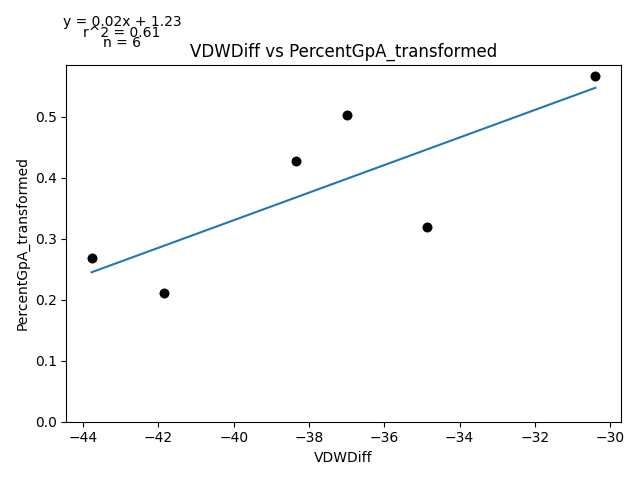 y = 0.02x + 1.23
r^2 = 0.61
n = 6
VDWDiff vs PercentGpA_transformed
PercentGpA_transformed
0.5
0.4
0.3
0.2
0.1
0.0
−44 −42 −40 −38 −36 −34 −32 −30
VDWDiff